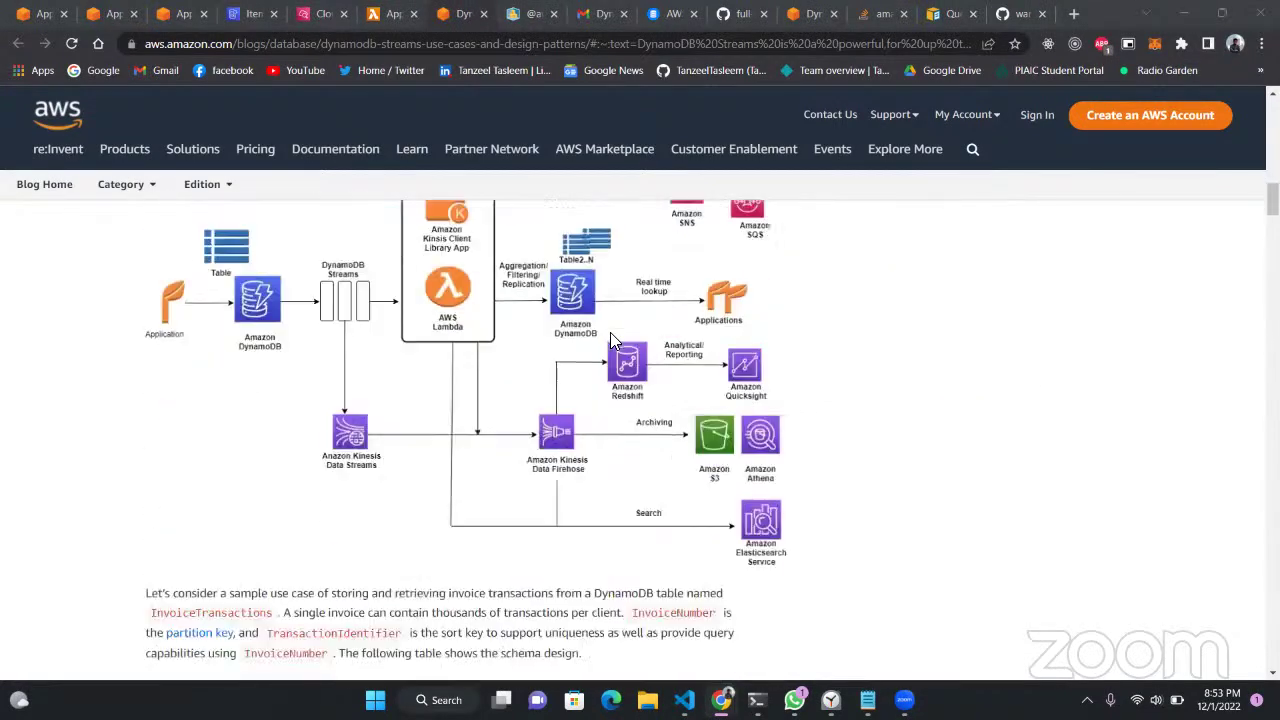 App
App
Dyr
Iter
Clo
Ap
Dyr
@a
Dyn
AW
full-
Dyr
am
Qu
wa
aws.amazon.com/blogs/database/dynamodb-streams-use-cases-and-design-patterns/#:~:text=DynamoDB%20Streams%20is%20a%20powerful,for%20up%20t...
Apps
Google
Gmail
facebook
YouTube
Home / Twitter
Tanzeel Tasleem | Li...
Google News
TanzeelTasleem (Ta...
Team overview | Ta...
Google Drive
PIAIC Student Portal
Radio Garden
»
aws
Contact Us
Support
My Account
Sign In
Create an AWS Account
re:Invent
Products
Solutions
Pricing
Documentation
Learn
Partner Network
AWS Marketplace
Customer Enablement
Events
Explore More
Blog Home
Category
Edition
Amazon
Kinsis Client
Library App
Amazon
SNS
Amazon
SQS
Table
Table2..N
DynamoDB
Streams
Aggregation/
Filtering/
Replication
Real time
lookup
Application
Amazon
DynamoDB
AWS
Lambda
Amazon
DynamoDB
Applications
Analytical/
Reporting
Amazon
Redshift
Amazon
Quicksight
Archiving
Amazon Kinesis
Data Streams
Amazon Kinesis
Data Firehose
Amazon
S3
Amazon
Athena
Search
Amazon
Elasticsearch
Service
Let's consider a sample use case of storing and retrieving invoice transactions from a DynamoDB table named
InvoiceTransactions . A single invoice can contain thousands of transactions per client. InvoiceNumber is
the partition key, and TransactionIdentifier is the sort key to support uniqueness as well as provide query
capabilities using InvoiceNumber . The following table shows the schema design.
zoom
Search
8:53 PM
12/1/2022
1